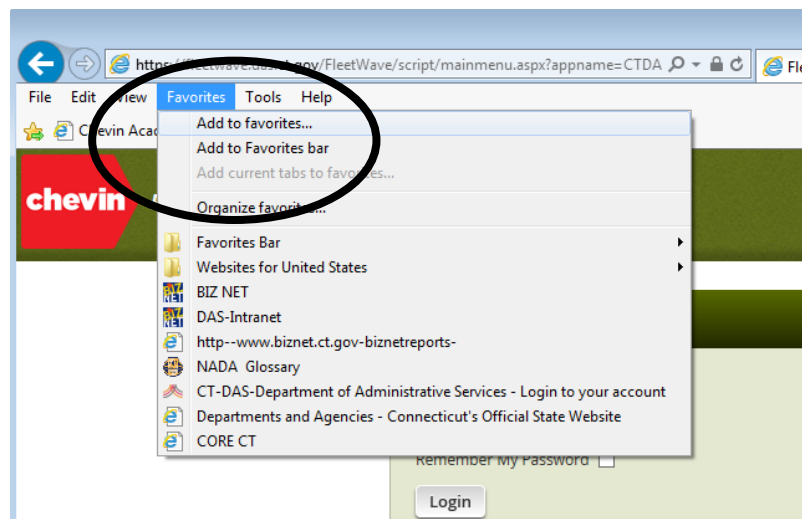 https://fleetwave.das.ct.gov/FleetWave/script/mainmenu.aspx?appname=CTDA
File Edit View Favorites Tools Help
Add to favorites...
Chevin Acad
Add to Favorites bar
Add current tabs to favorites...
chevin
Organize favorites...
Favorites Bar
Websites for United States
BIZ NET
DAS-Intranet
http--www.biznet.ct.gov-biznetreports-
NADA Glossary
CT-DAS-Department of Administrative Services - Login to your account
Departments and Agencies - Connecticut's Official State Website
CORE CT
Remember My Password
Login